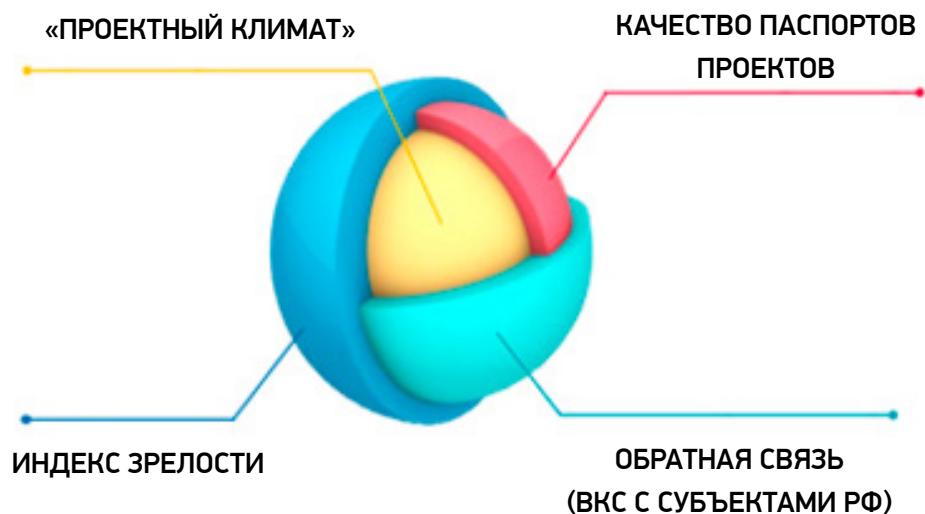 «ПРОЕКТНЫЙ КЛИМАТ»
КАЧЕСТВО ПАСПОРТОВ
ПРОЕКТОВ
ИНДЕКС ЗРЕЛОСТИ
ОБРАТНАЯ СВЯЗЬ
(ВКС С СУБЪЕКТАМИ РФ)